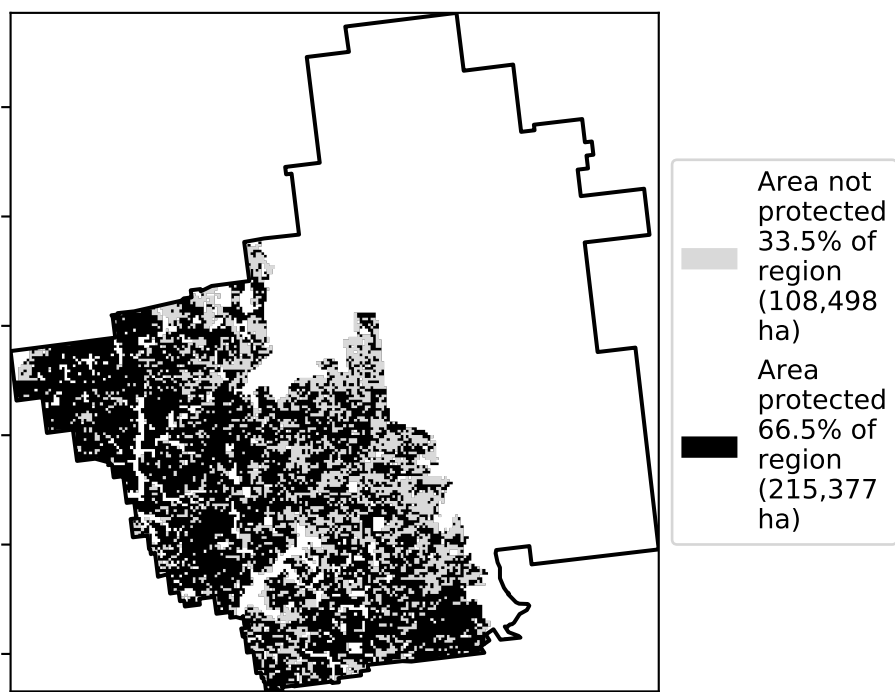 Area not
protected
33.5% of
region
(108,498
ha)
Area
protected
66.5% of
region
(215,377
ha)